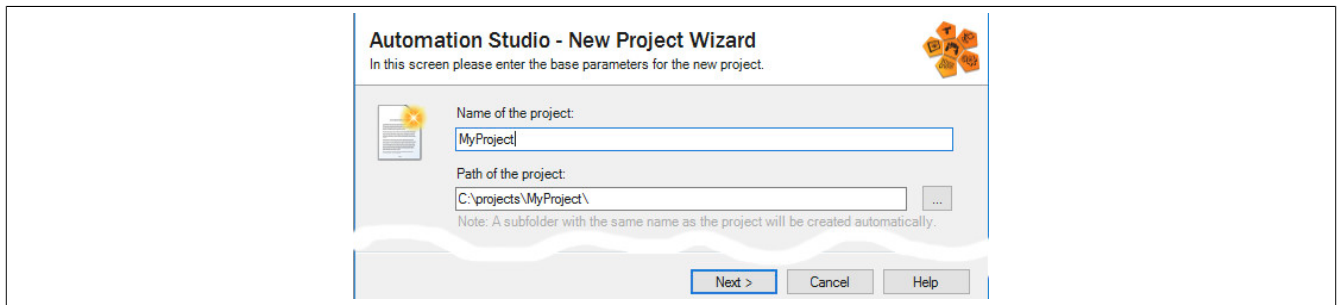 Automation Studio - New Project Wizard
In this screen please enter the base parameters for the new project.
Name of the project:
MyProject
Path of the project:
C:\projects\MyProject\
...
Note: A subfolder with the same name as the project will be created automatically.
Next >
Cancel
Help